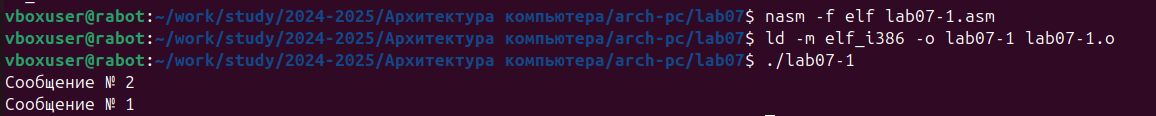 vboxuser@rabot:~/work/study/2024-2025/Архитектура компьютера/arch-pc/lab07$ nasm -f elf lab07-1.asm
vboxuser@rabot:~/work/study/2024-2025/Архитектура компьютера/arch-pc/lab07$ ld -m elf_i386 -o lab07-1 lab07-1.o
vboxuser@rabot:~/work/study/2024-2025/Архитектура компьютера/arch-pc/lab07$ ./lab07-1
Сообщение № 2
Сообщение № 1